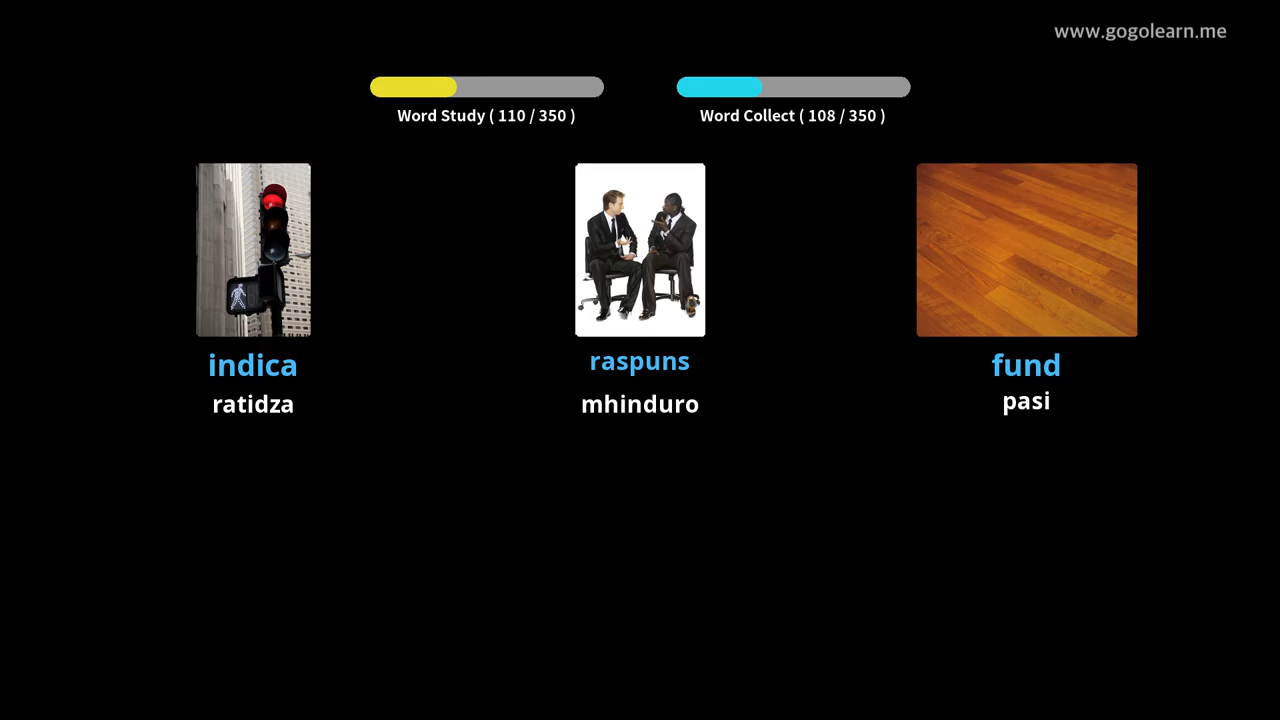 www.gogolearn.me
Word Study ( 110 / 350 )
Word Collect ( 108 / 350 )
indica
raspuns
fund
ratidza
mhinduro
pasi